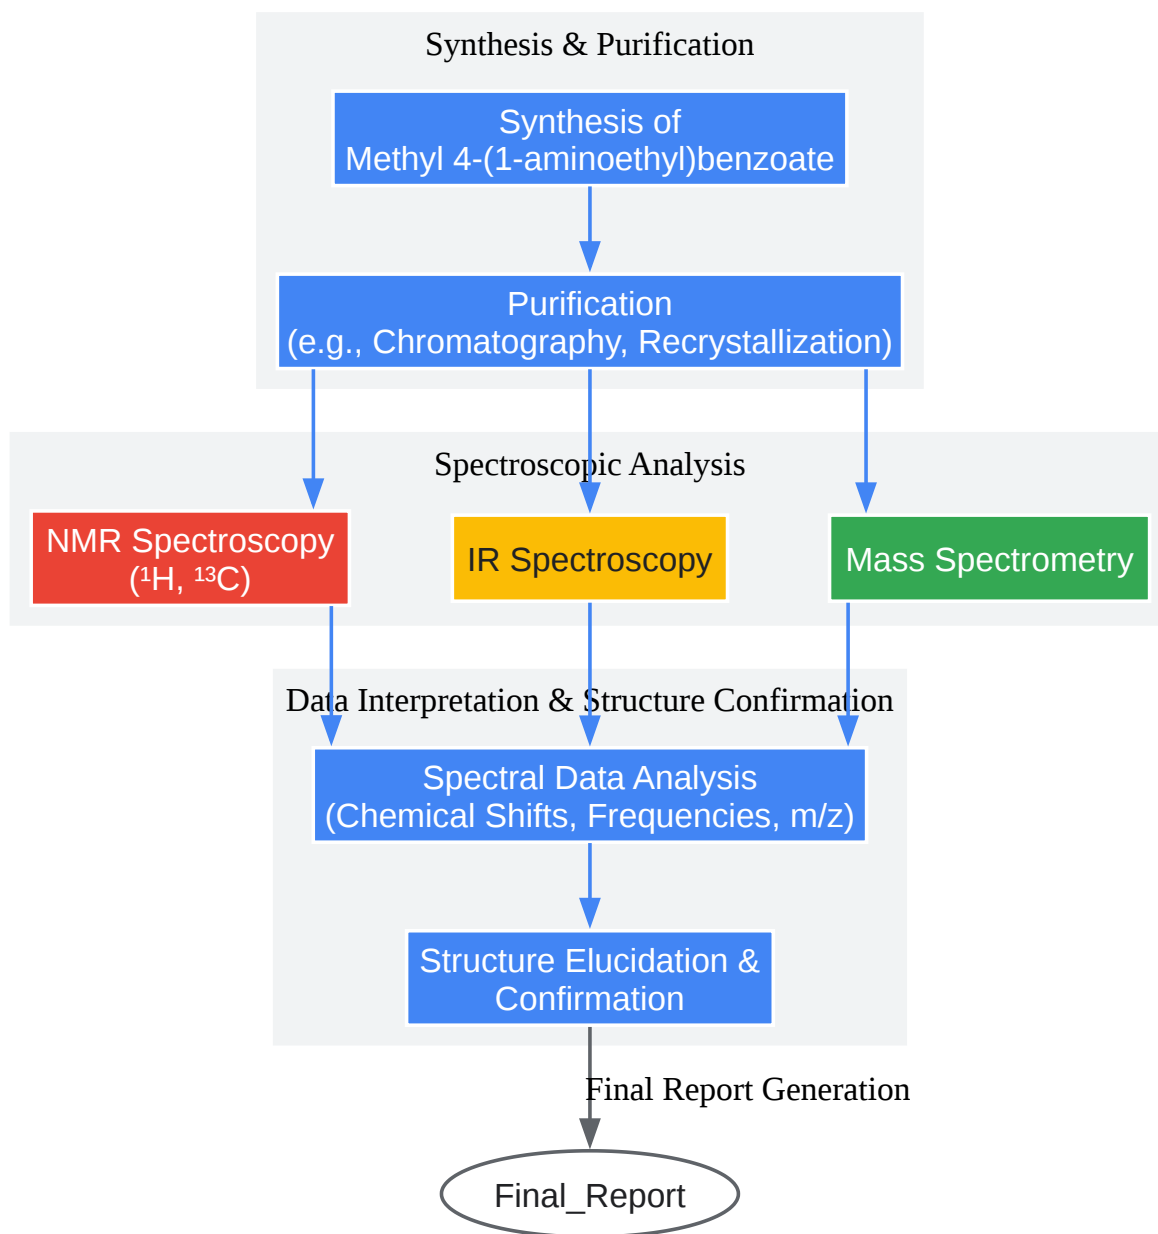 Synthesis & Purification
Synthesis of
Methyl 4-(1-aminoethyl)benzoate
Purification
(e.g., Chromatography, Recrystallization)
Spectroscopic Analysis
NMR Spectroscopy
(¹H, ¹³C)
IR Spectroscopy
Mass Spectrometry
Data Interpretation & Structure Confirmation
Spectral Data Analysis
(Chemical Shifts, Frequencies, m/z)
Structure Elucidation &
Confirmation
Final Report Generation
Final_Report